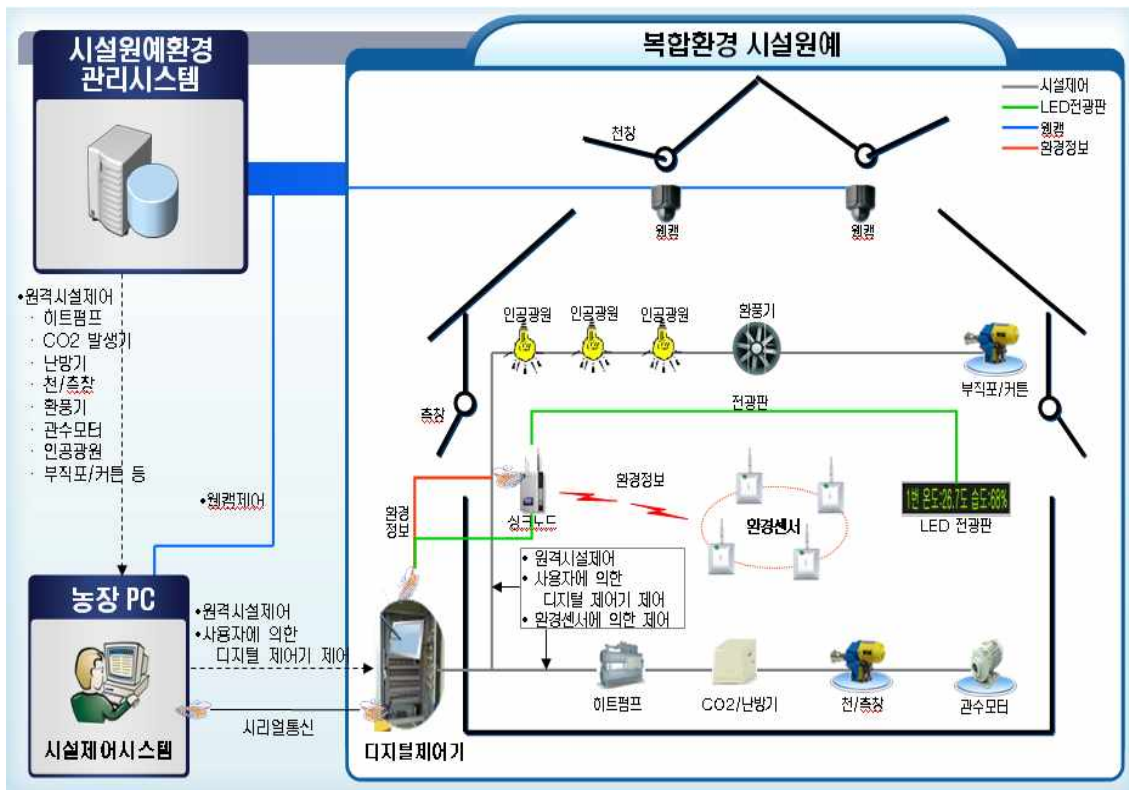 시설원예환경
관리시스템
복합환경 시설원예
시설제어
LED전광판
웹캠
환경정보
천창
웹캠
웹캠
•원격시설제어
· 히트펌프
· CO2 발생기
· 난방기
· 천/측창
· 환풍기
· 관수모터
· 인공광원
· 부직포/커튼 등
인공광원
인공광원
인공광원
환풍기
부직포/커튼
측창
전광판
•웹캠제어
환경
정보
싱크노드
환경정보
환경센서
1번 온도:26.7도 습도:68%
LED 전광판
• 원격시설제어
• 사용자에 의한
디지털 제어기 제어
• 환경센서에 의한 제어
농장 PC
•원격시설제어
•사용자에 의한
디지털 제어기 제어
시리얼통신
시설제어시스템
디지털제어기
히트펌프
CO2/난방기
천/측창
관수모터